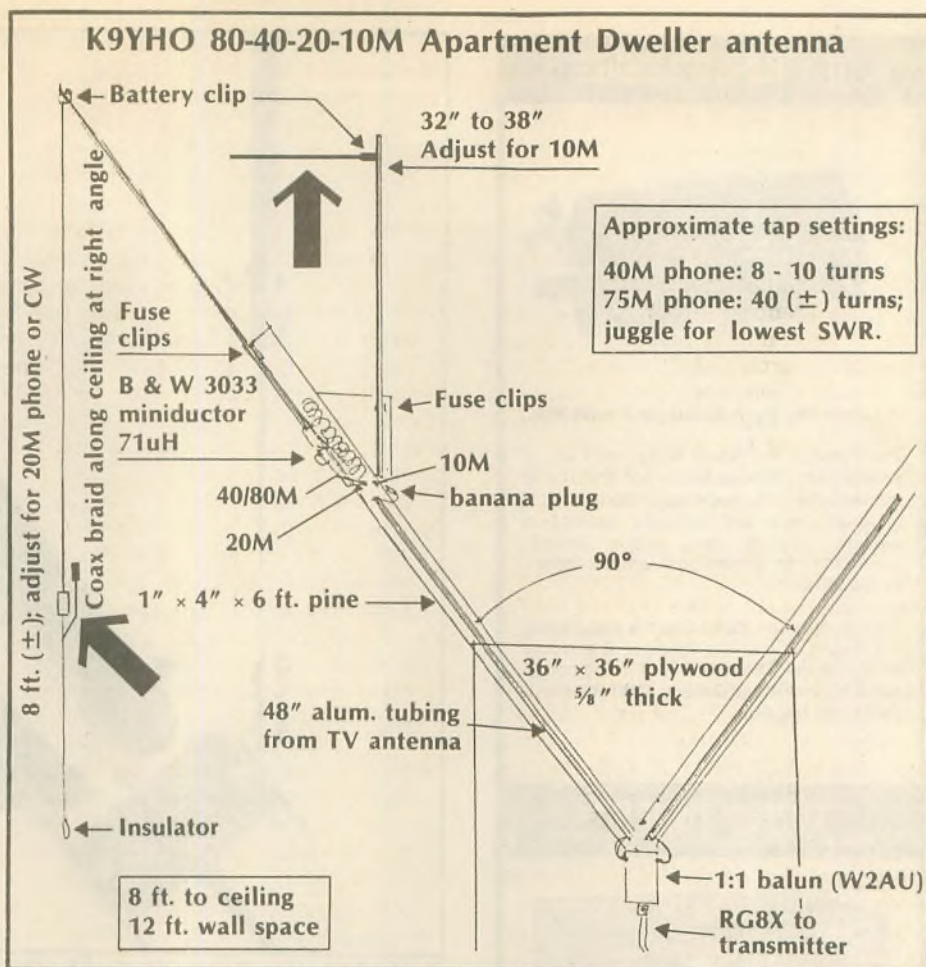 K9YHO 80-40-20-10M Apartment Dweller antenna
Battery clip
32" to 38"
Adjust for 10M
Approximate tap settings:
40M phone: 8 - 10 turns
75M phone: 40 (±) turns;
juggle for lowest SWR.
8 ft. (±); adjust for 20M phone or CW
Coax braid along ceiling at right angle
Fuse
clips
B & W 3033
miniductor
71uH
Fuse clips
10M
40/80M
banana plug
20M
90°
1" × 4" × 6 ft. pine
36" × 36" plywood
⅝" thick
48" alum. tubing
from TV antenna
Insulator
8 ft. to ceiling
12 ft. wall space
1:1 balun (W2AU)
RG8X to
transmitter